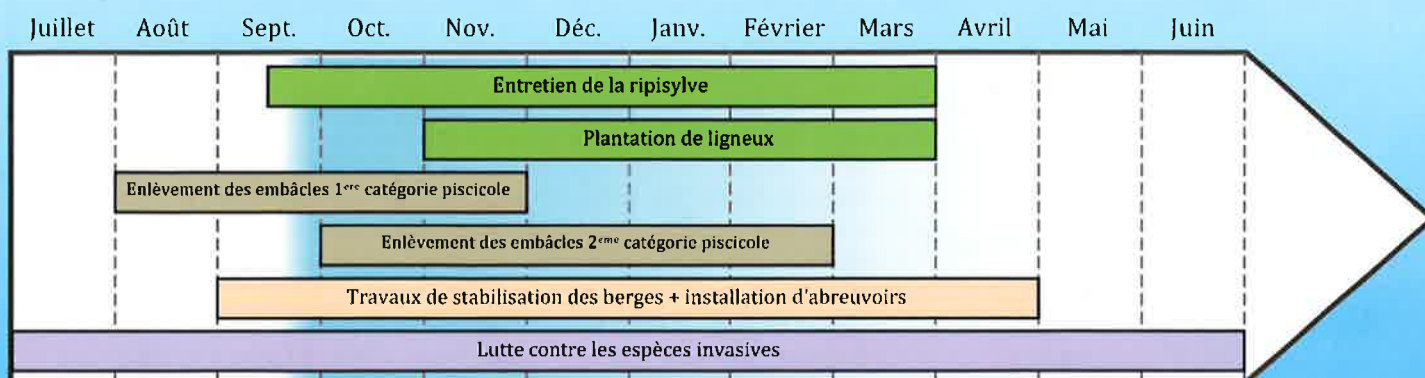 Juillet Août Sept. Oct. Nov. Déc. Janv. Février Mars Avril Mai Juin
Entretien de la ripisylve
Plantation de ligneux
Enlèvement des embâcles 1ere catégorie piscicole
Enlèvement des embâcles 2eme catégorie piscicole
Travaux de stabilisation des berges + installation d'abreuvoirs
Lutte contre les espèces invasives